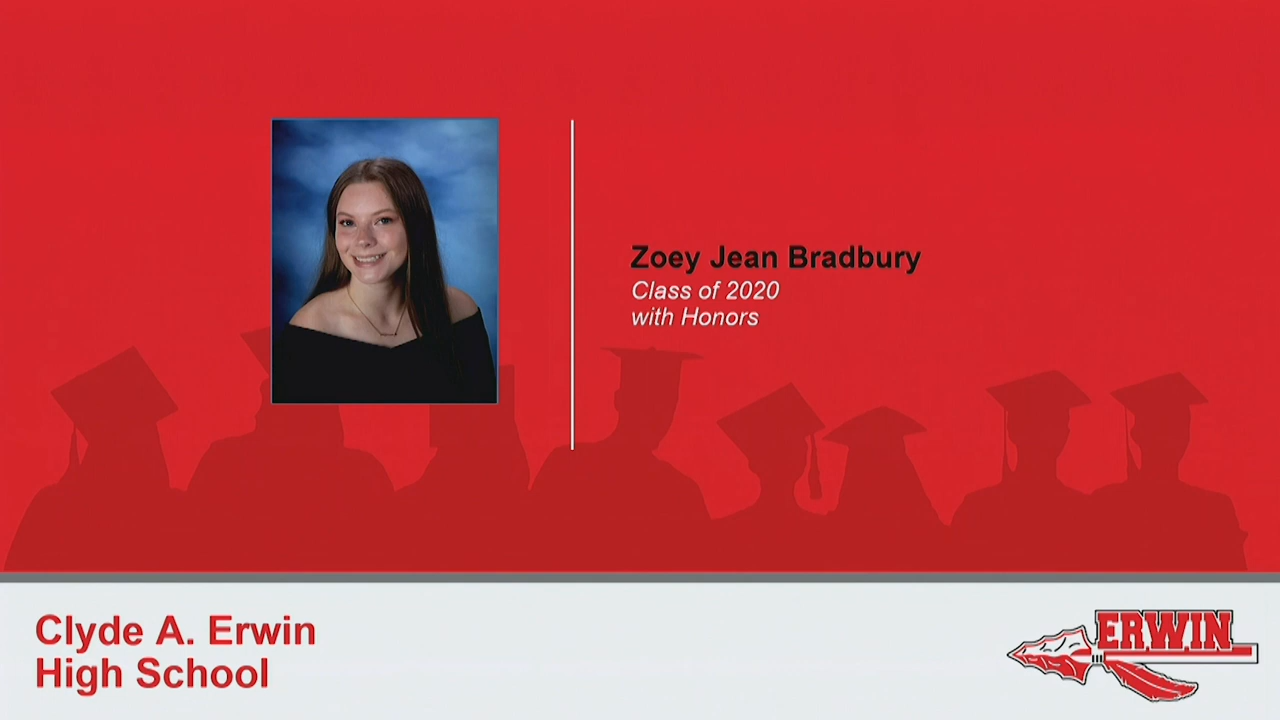 Zoey Jean Bradbury
Class of 2020
with Honors
Clyde A. Erwin
High School
ERWIN